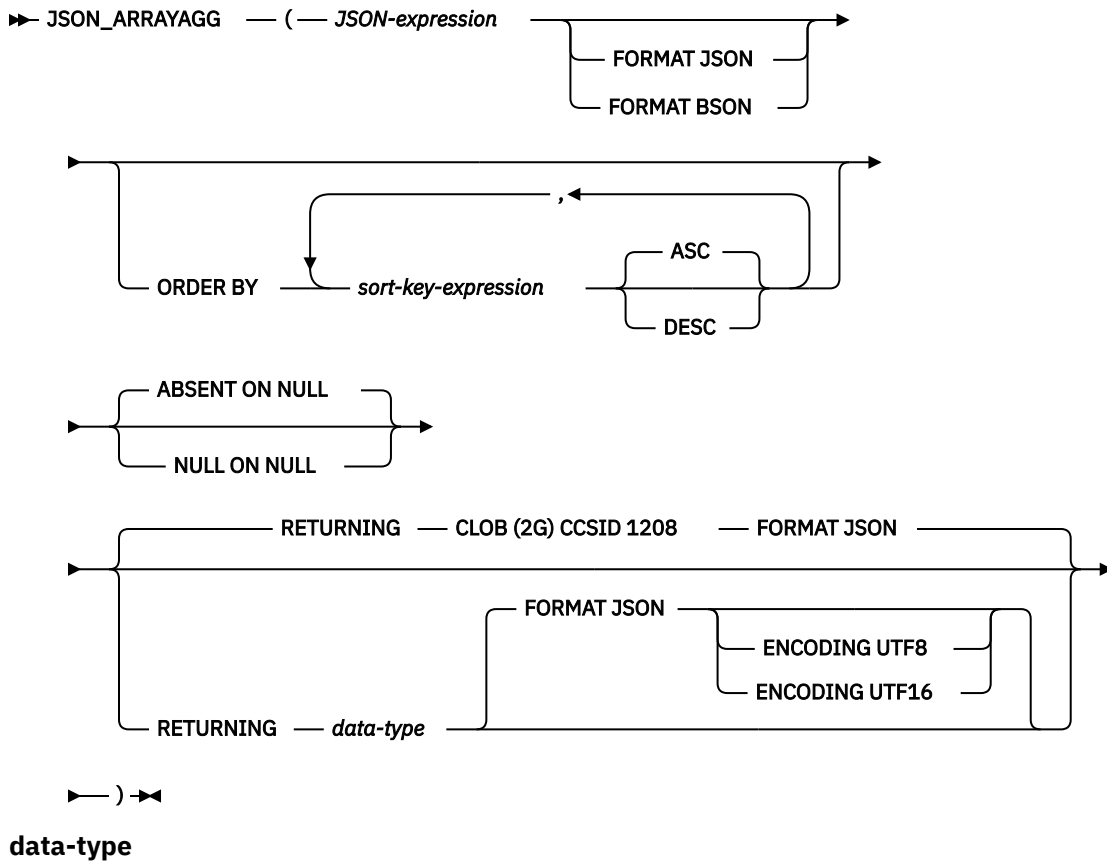 JSON_ARRAYAGG ( JSON-expression
FORMAT JSON
FORMAT BSON
,
ORDER BY sort-key-expression
ASC
DESC
ABSENT ON NULL
NULL ON NULL
RETURNING CLOB (2G) CCSID 1208 FORMAT JSON
FORMAT JSON
ENCODING UTF8
ENCODING UTF16
RETURNING data-type
)
data-type